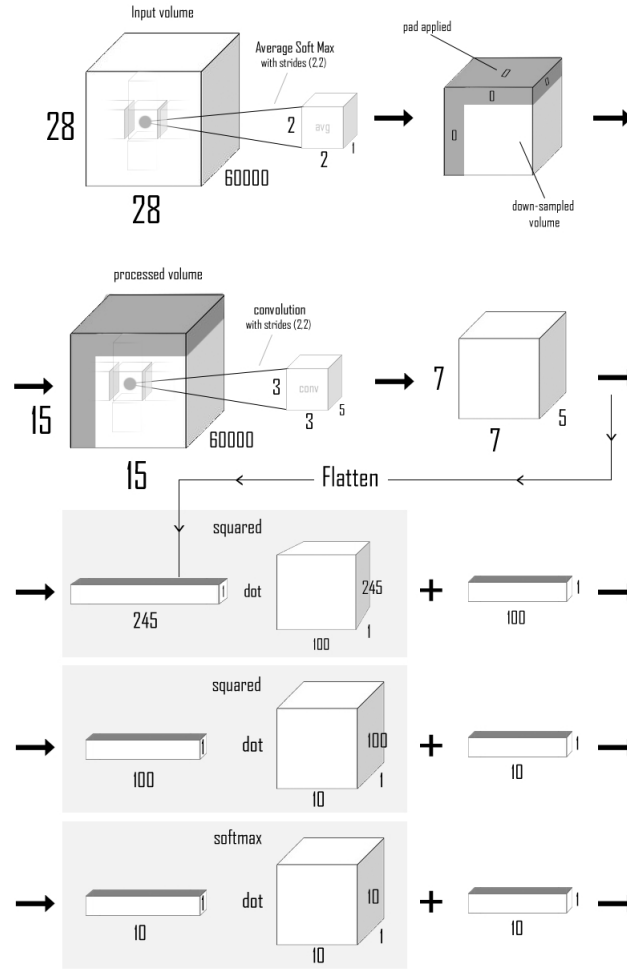 Input volume
Average Soft Max
with strides (2,2)
pad applied
28
2
avg
2
1
60000
28
0
0
0
down-sampled
volume
processed volume
convolution
with strides (2,2)
15
3
conv
3
5
60000
15
7
7
5
Flatten
squared
1
dot
245
+
1
245
100
1
100
squared
1
dot
100
+
1
100
10
1
10
softmax
1
dot
10
+
1
10
10
1
10